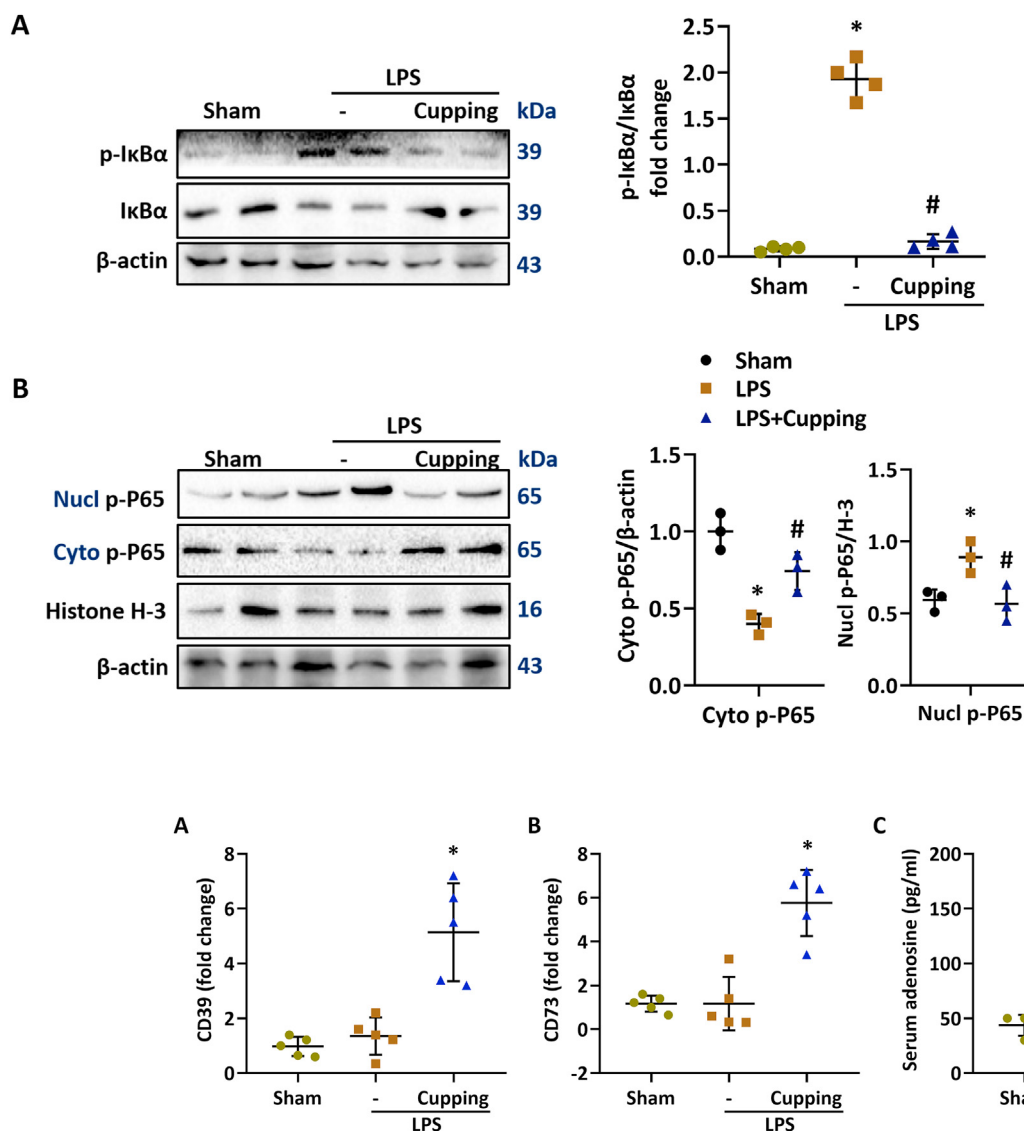 A
LPS
Sham - Cupping kDa
p-IκBα 39
IκBα 39
β-actin 43
p-IκBα/IκBα
fold change
2.5
2.0
1.5
1.0
0.5
0.0
*
#
Sham - Cupping
LPS
B
LPS
Sham - Cupping kDa
Nucl p-P65 65
Cyto p-P65 65
Histone H-3 16
β-actin 43
Sham
LPS
LPS+Cupping
Cyto p-P65/β-actin
1.5
1.0
0.5
0.0
*
#
Cyto p-P65
Nucl p-P65/H-3
1.5
1.0
0.5
0.0
*
#
Nucl p-P65
A
CD39 (fold change)
8
6
4
2
0
*
Sham - Cupping
LPS
B
CD73 (fold change)
8
6
4
2
0
-2
*
Sham - Cupping
LPS
C
Serum adenosine (pg/ml)
200
150
100
50
0